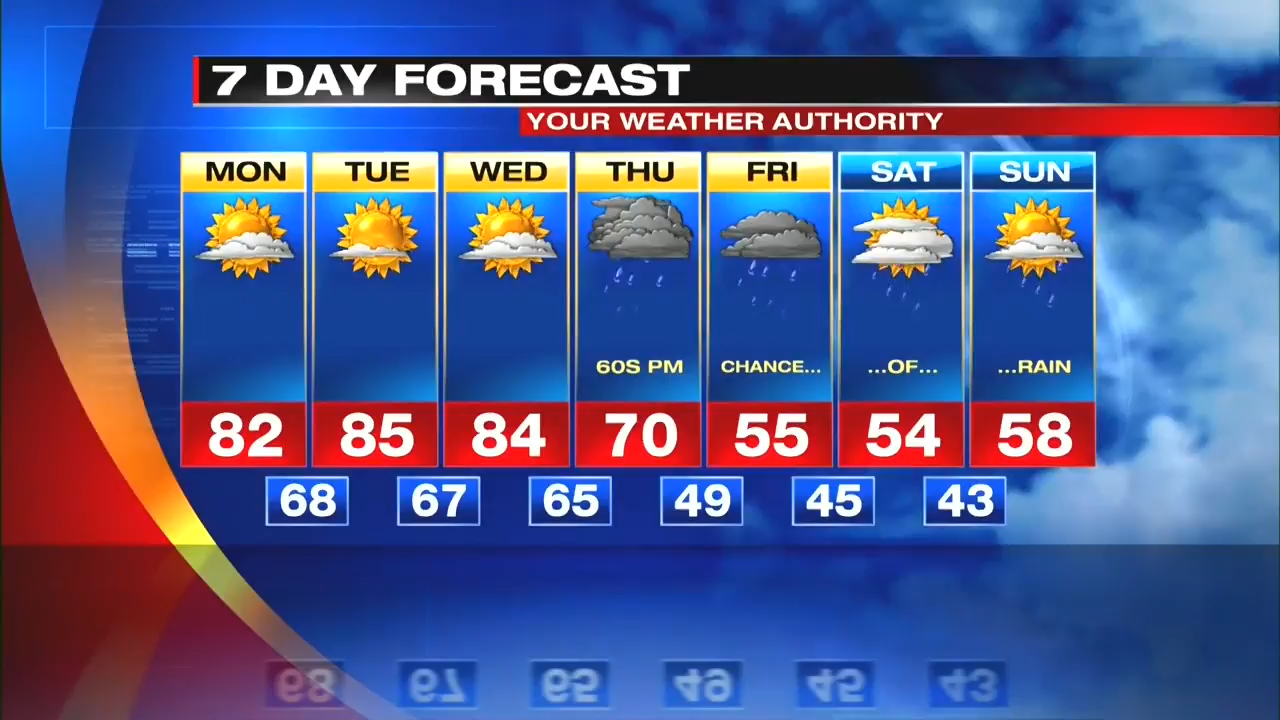 7 DAY FORECAST
YOUR WEATHER AUTHORITY
MON TUE WED THU FRI SAT SUN
60S PM CHANCE... ...OF... ...RAIN
82 85 84 70 55 54 58
68 67 65 49 45 43